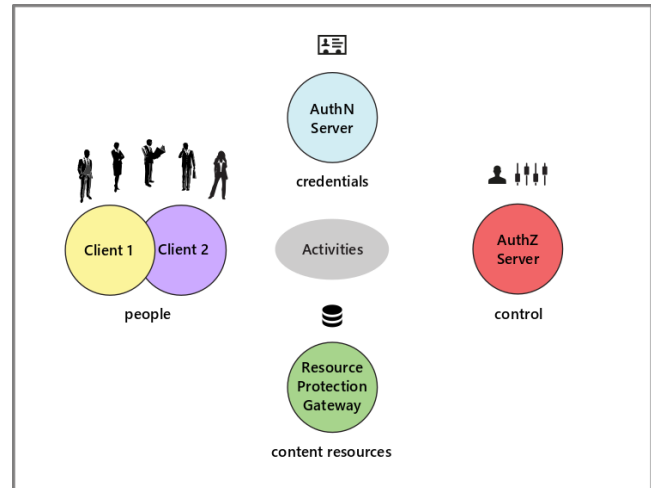 AuthN
Server
credentials
Client 1
Client 2
people
Activities
AuthZ
Server
control
Resource
Protection
Gateway
content resources